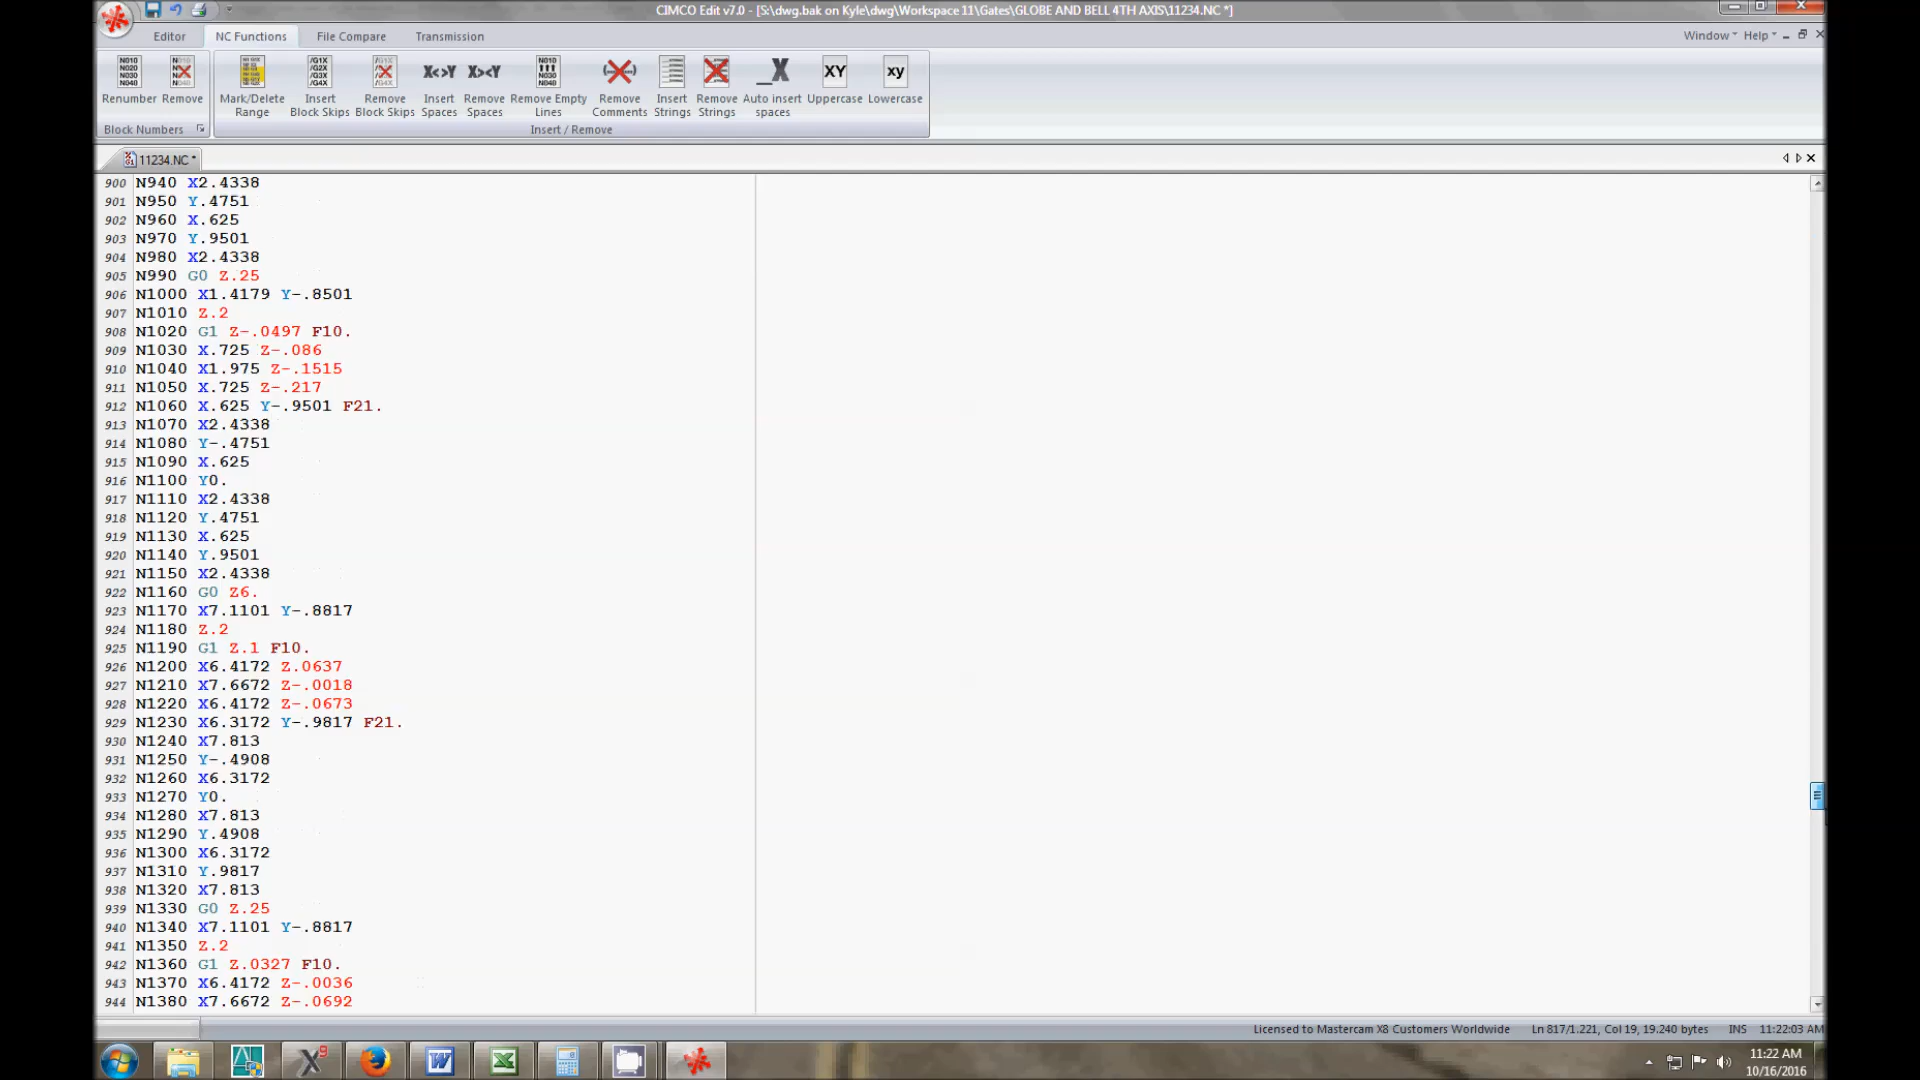 CIMCO Edit v7.0 - [S:\dwg.bak on Kyle\dwg\Workspace 11\Gates\GLOBE AND BELL 4TH AXIS\11234.NC *]
Editor NC Functions File Compare Transmission Window Help
Renumber Remove Mark/Delete Range Insert Block Skips Remove Block Skips Insert Spaces Remove Spaces Remove Empty Lines Remove Comments Insert Strings Remove Strings Auto insert spaces Uppercase Lowercase
Block Numbers Insert / Remove
11234.NC *
900 N940 X2.4338
901 N950 Y.4751
902 N960 X.625
903 N970 Y.9501
904 N980 X2.4338
905 N990 G0 Z.25
906 N1000 X1.4179 Y-.8501
907 N1010 Z.2
908 N1020 G1 Z-.0497 F10.
909 N1030 X.725 Z-.086
910 N1040 X1.975 Z-.1515
911 N1050 X.725 Z-.217
912 N1060 X.625 Y-.9501 F21.
913 N1070 X2.4338
914 N1080 Y-.4751
915 N1090 X.625
916 N1100 Y0.
917 N1110 X2.4338
918 N1120 Y.4751
919 N1130 X.625
920 N1140 Y.9501
921 N1150 X2.4338
922 N1160 G0 Z6.
923 N1170 X7.1101 Y-.8817
924 N1180 Z.2
925 N1190 G1 Z.1 F10.
926 N1200 X6.4172 Z.0637
927 N1210 X7.6672 Z-.0018
928 N1220 X6.4172 Z-.0673
929 N1230 X6.3172 Y-.9817 F21.
930 N1240 X7.813
931 N1250 Y-.4908
932 N1260 X6.3172
933 N1270 Y0.
934 N1280 X7.813
935 N1290 Y.4908
936 N1300 X6.3172
937 N1310 Y.9817
938 N1320 X7.813
939 N1330 G0 Z.25
940 N1340 X7.1101 Y-.8817
941 N1350 Z.2
942 N1360 G1 Z.0327 F10.
943 N1370 X6.4172 Z-.0036
944 N1380 X7.6672 Z-.0692
Licensed to Mastercam X8 Customers Worldwide Ln 817/1.221, Col 19, 19.240 bytes INS 11:22:03 AM
11:22 AM
10/16/2016